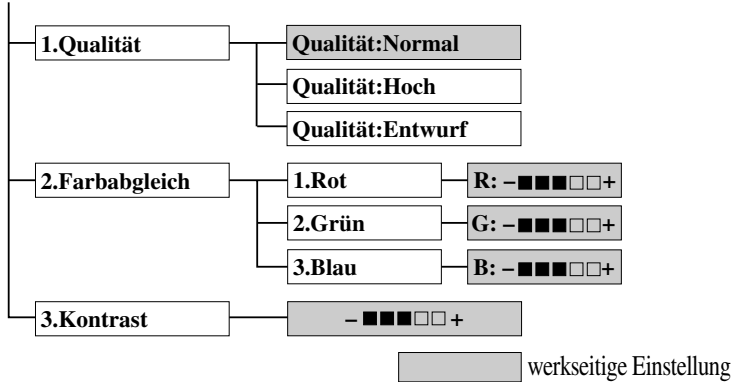 1.Qualität Qualität:Normal
Qualität:Hoch
Qualität:Entwurf
2.Farbabgleich 1.Rot R: –■■■□□+
2.Grün G: –■■■□□+
3.Blau B: –■■■□□+
3.Kontrast –■■■□□+
werkseitige Einstellung